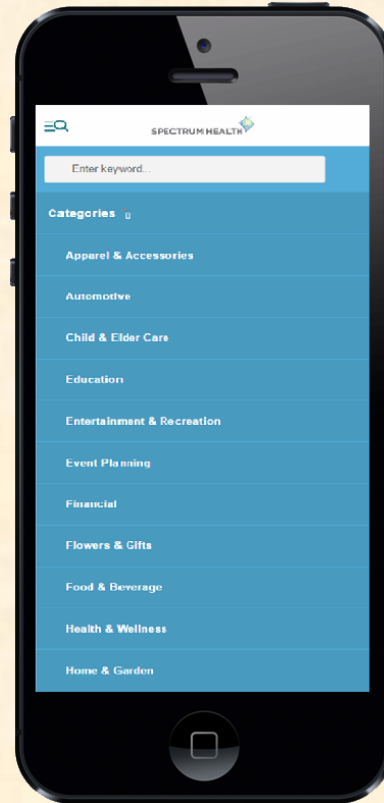 SPECTRUM HEALTH
Enter keyword...
Categories
Apparel & Accessories
Automotive
Child & Elder Care
Education
Entertainment & Recreation
Event Planning
Financial
Flowers & Gifts
Food & Beverage
Health & Wellness
Home & Garden